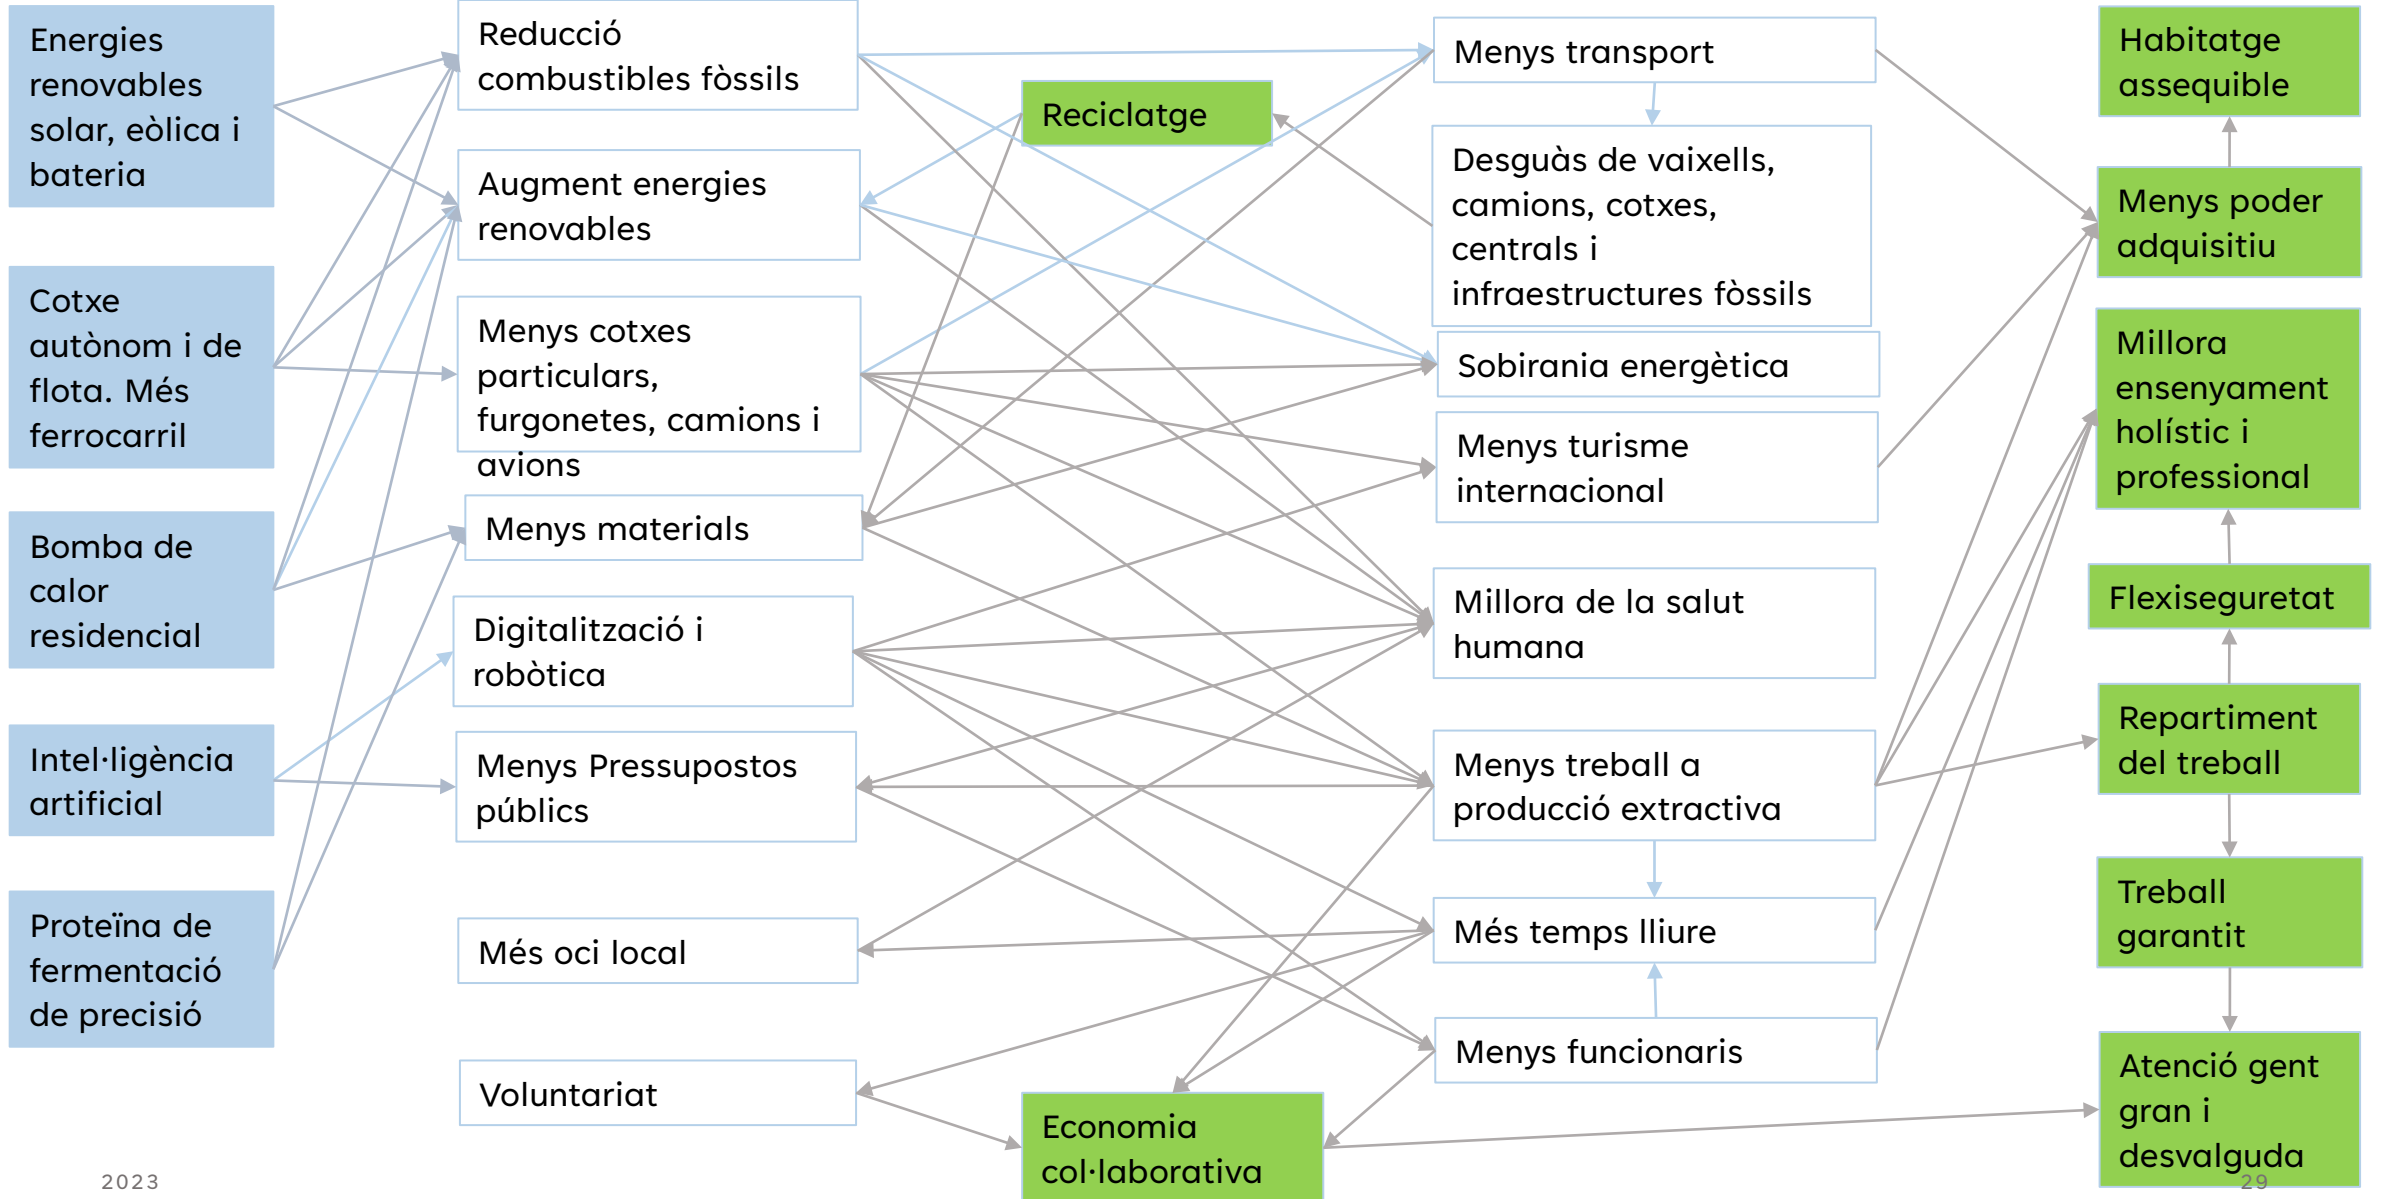 Energies
renovables
solar, eòlica i
bateria
Cotxe
autònom i de
flota. Més
ferrocarril
Bomba de
calor
residencial
Intel·ligència
artificial
Proteïna de
fermentació
de precisió
Reducció
combustibles fòssils
Augment energies
renovables
Menys cotxes
particulars,
furgonetes, camions i
avions
Menys materials
Digitalització i
robòtica
Menys Pressupostos
públics
Més oci local
Voluntariat
Reciclatge
Economia
col·laborativa
Menys transport
Desguàs de vaixells,
camions, cotxes,
centrals i
infraestructures fòssils
Sobirania energètica
Menys turisme
internacional
Millora de la salut
humana
Menys treball a
producció extractiva
Més temps lliure
Menys funcionaris
Habitatge
assequible
Menys poder
adquisitiu
Millora
ensenyament
holístic i
professional
Flexiseguretat
Repartiment
del treball
Treball
garantit
Atenció gent
gran i
desvalguda
2023
29